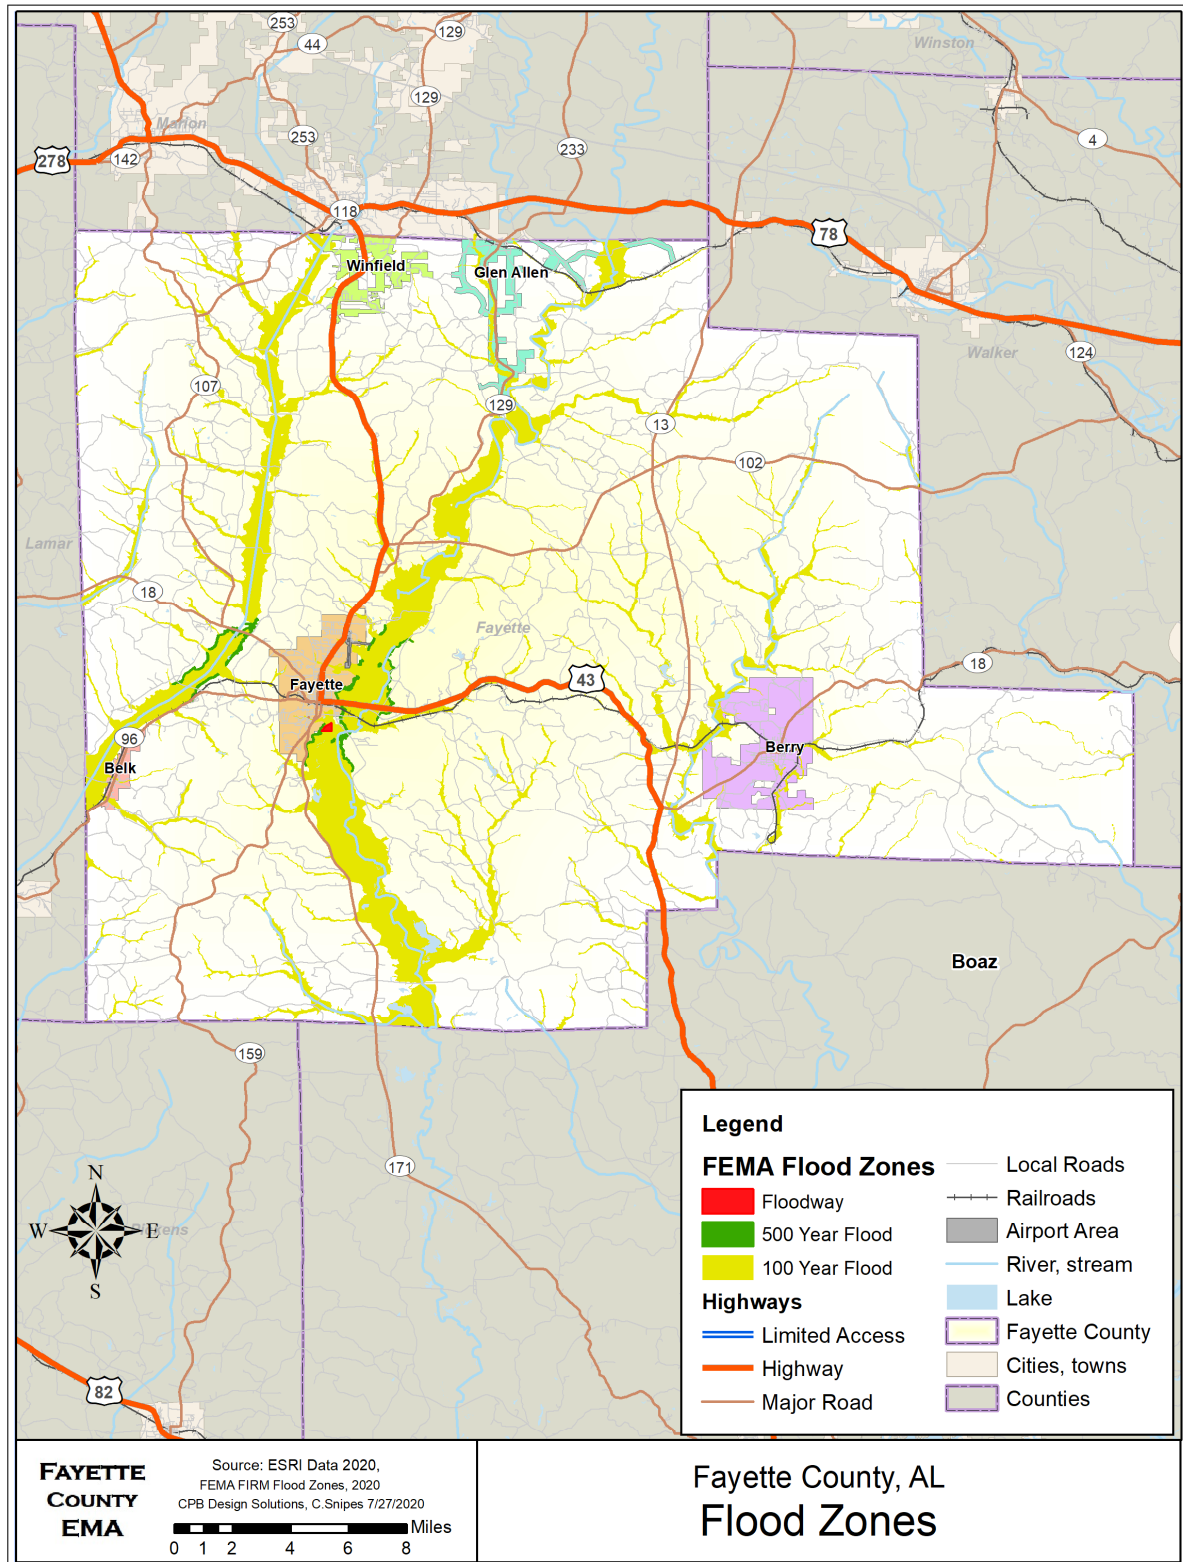 253
44
129
Winston
129
4
253
Marion
233
142
278
118
78
Winfield
Glen Allen
Walker
124
107
129
13
102
Lamar
18
Fayette
18
43
Fayette
96
Belk
Berry
Boaz
159
171
N
W
E
S
Pickens
82
Legend
FEMA Flood Zones
Floodway
500 Year Flood
100 Year Flood
Highways
Limited Access
Highway
Major Road
Local Roads
Railroads
Airport Area
River, stream
Lake
Fayette County
Cities, towns
Counties
FAYETTE
COUNTY
EMA
Source: ESRI Data 2020,
FEMA FIRM Flood Zones, 2020
CPB Design Solutions, C.Snipes 7/27/2020
Miles
0 1 2 4 6 8
Fayette County, AL
Flood Zones